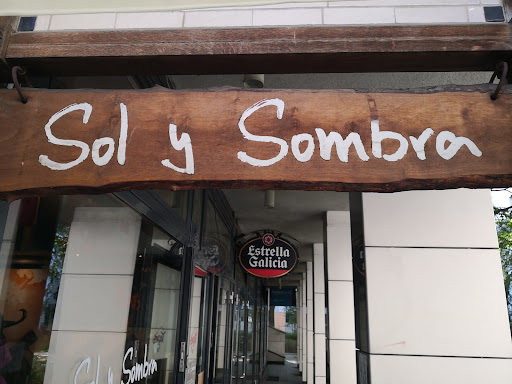 Sol y Sombra
Estrella
Galicia
Sol y Sombra